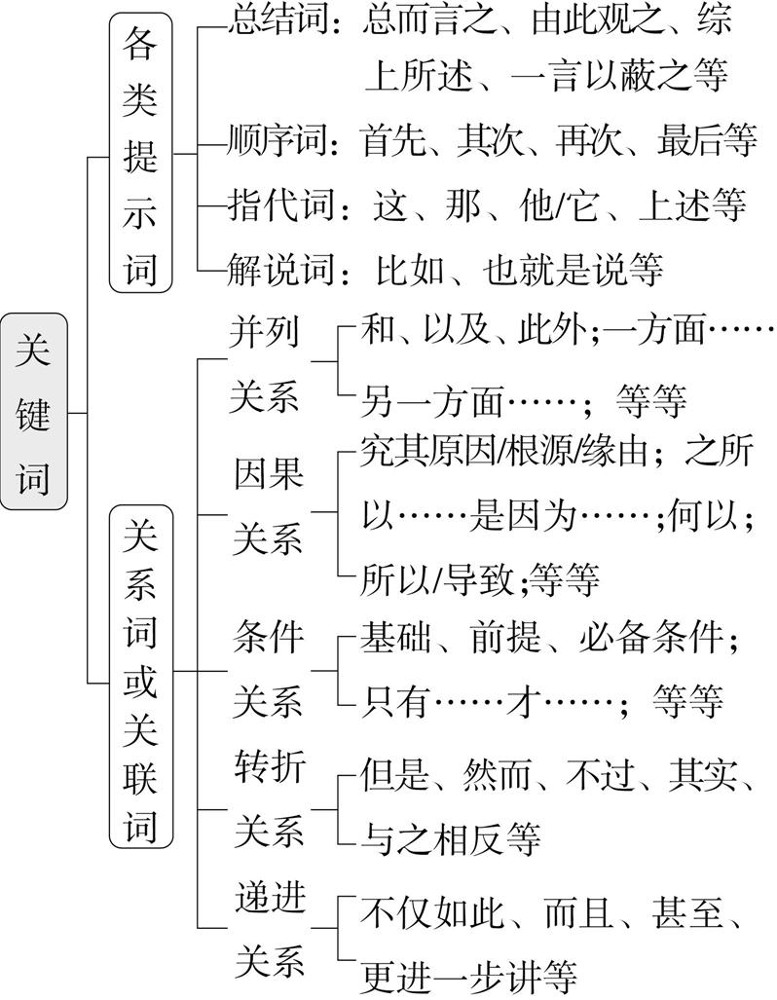 关键词
各类提示词
总结词：总而言之、由此观之、综
上所述、一言以蔽之等
顺序词：首先、其次、再次、最后等
指代词：这、那、他/它、上述等
解说词：比如、也就是说等
关系词或关联词
并列
关系
和、以及、此外；一方面……
另一方面……；等等
因果
关系
究其原因/根源/缘由；之所
以……是因为……；何以；
所以/导致；等等
条件
关系
基础、前提、必备条件；
只有……才……；等等
转折
关系
但是、然而、不过、其实、
与之相反等
递进
关系
不仅如此、而且、甚至、
更进一步讲等